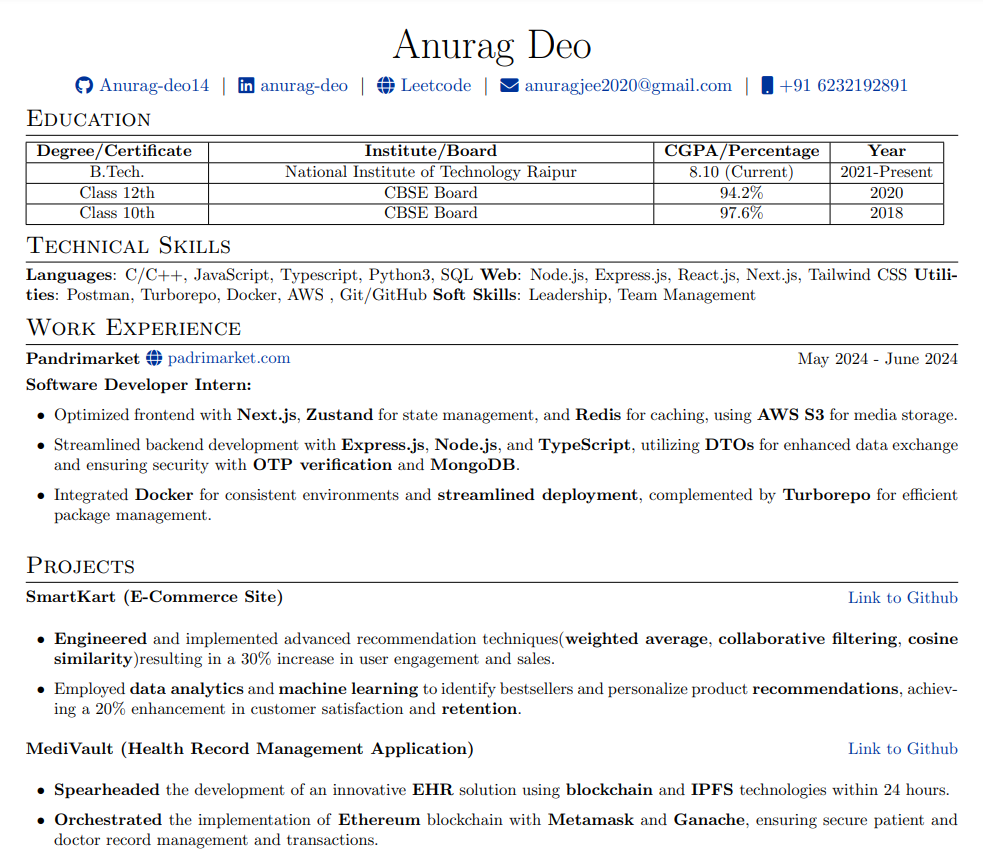 Anurag Deo
Anurag-deo14 | anurag-deo | Leetcode | anuragjee2020@gmail.com | +91 6232192891
Education
Degree/Certificate Institute/Board CGPA/Percentage Year
B.Tech. National Institute of Technology Raipur 8.10 (Current) 2021-Present
Class 12th CBSE Board 94.2% 2020
Class 10th CBSE Board 97.6% 2018
Technical Skills
Languages: C/C++, JavaScript, Typescript, Python3, SQL Web: Node.js, Express.js, React.js, Next.js, Tailwind CSS Utili-
ties: Postman, Turborepo, Docker, AWS , Git/GitHub Soft Skills: Leadership, Team Management
Work Experience
Pandrimarket padrimarket.com May 2024 - June 2024
Software Developer Intern:
• Optimized frontend with Next.js, Zustand for state management, and Redis for caching, using AWS S3 for media storage.
• Streamlined backend development with Express.js, Node.js, and TypeScript, utilizing DTOs for enhanced data exchange
and ensuring security with OTP verification and MongoDB.
• Integrated Docker for consistent environments and streamlined deployment, complemented by Turborepo for efficient
package management.
Projects
SmartKart (E-Commerce Site) Link to Github
• Engineered and implemented advanced recommendation techniques(weighted average, collaborative filtering, cosine
similarity)resulting in a 30% increase in user engagement and sales.
• Employed data analytics and machine learning to identify bestsellers and personalize product recommendations, achiev-
ing a 20% enhancement in customer satisfaction and retention.
MediVault (Health Record Management Application) Link to Github
• Spearheaded the development of an innovative EHR solution using blockchain and IPFS technologies within 24 hours.
• Orchestrated the implementation of Ethereum blockchain with Metamask and Ganache, ensuring secure patient and
doctor record management and transactions.